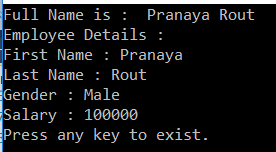 Full Name is :  Pranaya Rout
Employee Details :
First Name : Pranaya
Last Name : Rout
Gender : Male
Salary : 100000
Press any key to exist.